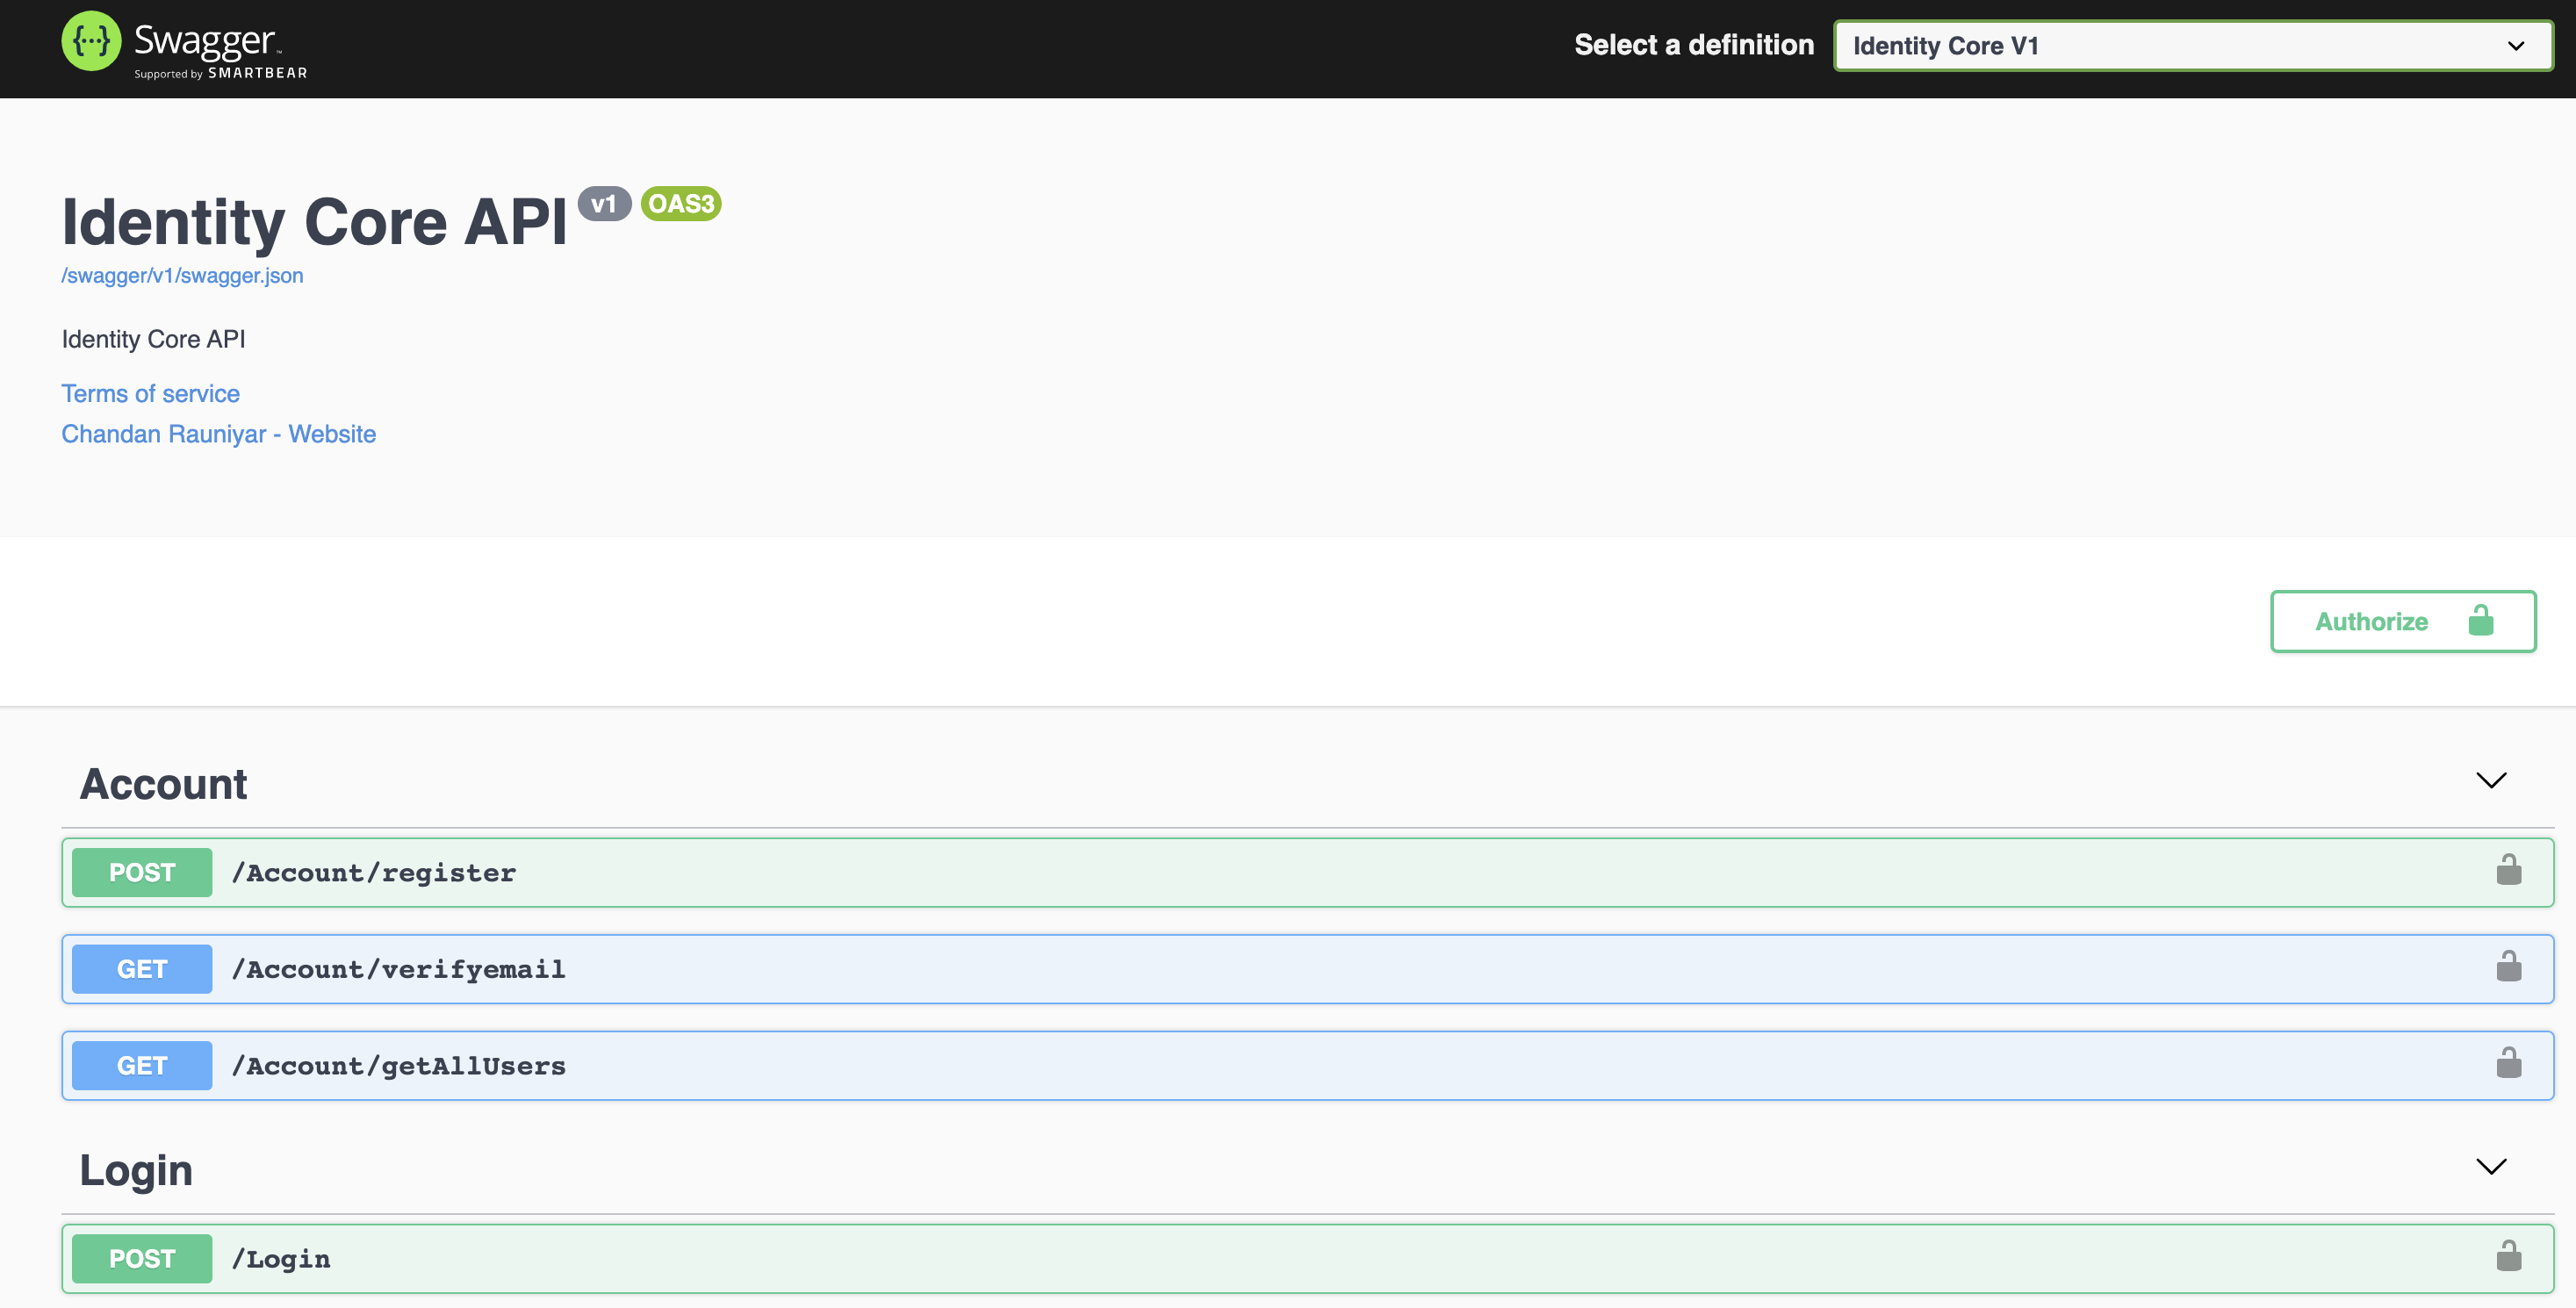 Swagger™
Supported by SMARTBEAR
Select a definition
Identity Core V1
Identity Core API v1 OAS3
/swagger/v1/swagger.json
Identity Core API
Terms of service
Chandan Rauniyar - Website
Authorize
Account
POST /Account/register
GET /Account/verifyemail
GET /Account/getAllUsers
Login
POST /Login